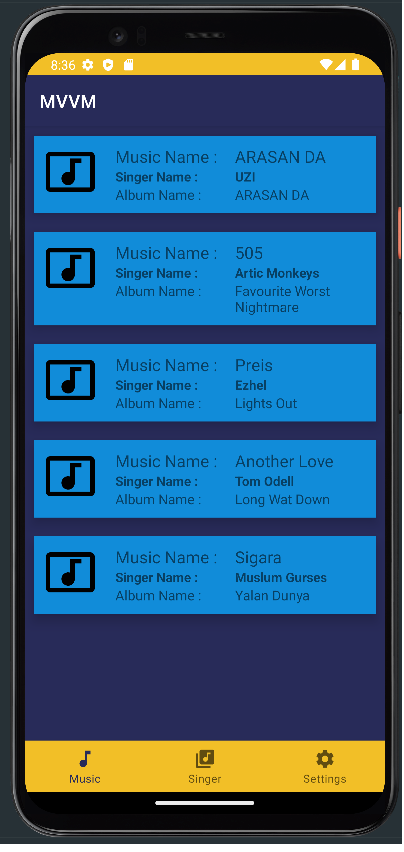 8:36
MVVM
Music Name : ARASAN DA
Singer Name : UZI
Album Name : ARASAN DA
Music Name : 505
Singer Name : Artic Monkeys
Album Name : Favourite Worst
Nightmare
Music Name : Preis
Singer Name : Ezhel
Album Name : Lights Out
Music Name : Another Love
Singer Name : Tom Odell
Album Name : Long Wat Down
Music Name : Sigara
Singer Name : Muslum Gurses
Album Name : Yalan Dunya
Music Singer Settings